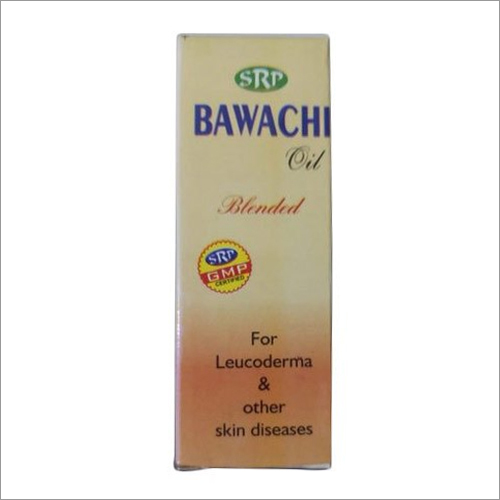 SRP
BAWACHI
Oil
Blended
SRP
GMP
CERTIFIED
For
Leucoderma
&
other
skin diseases